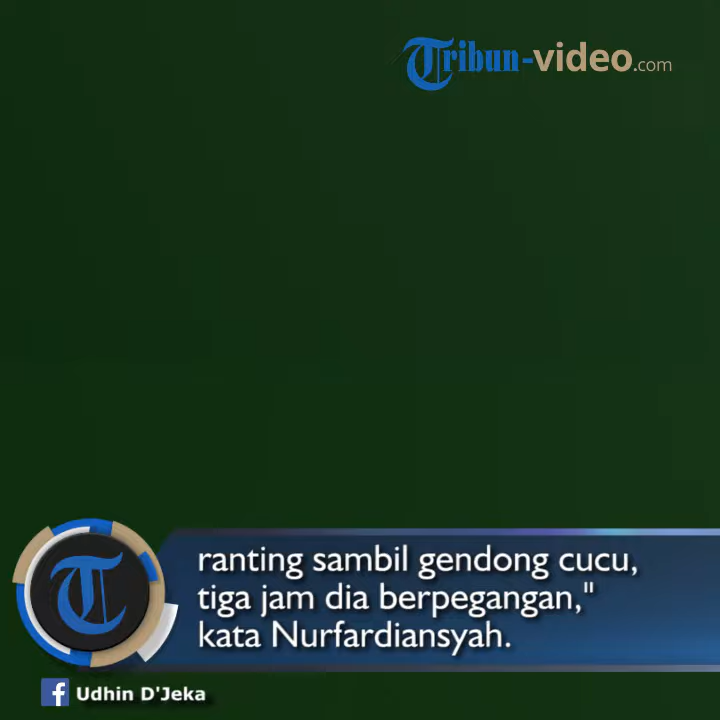 Tribun-video.com
ranting sambil gendong cucu,
tiga jam dia berpegangan,"
kata Nurfardiansyah.
T
f Udhin D'Jeka